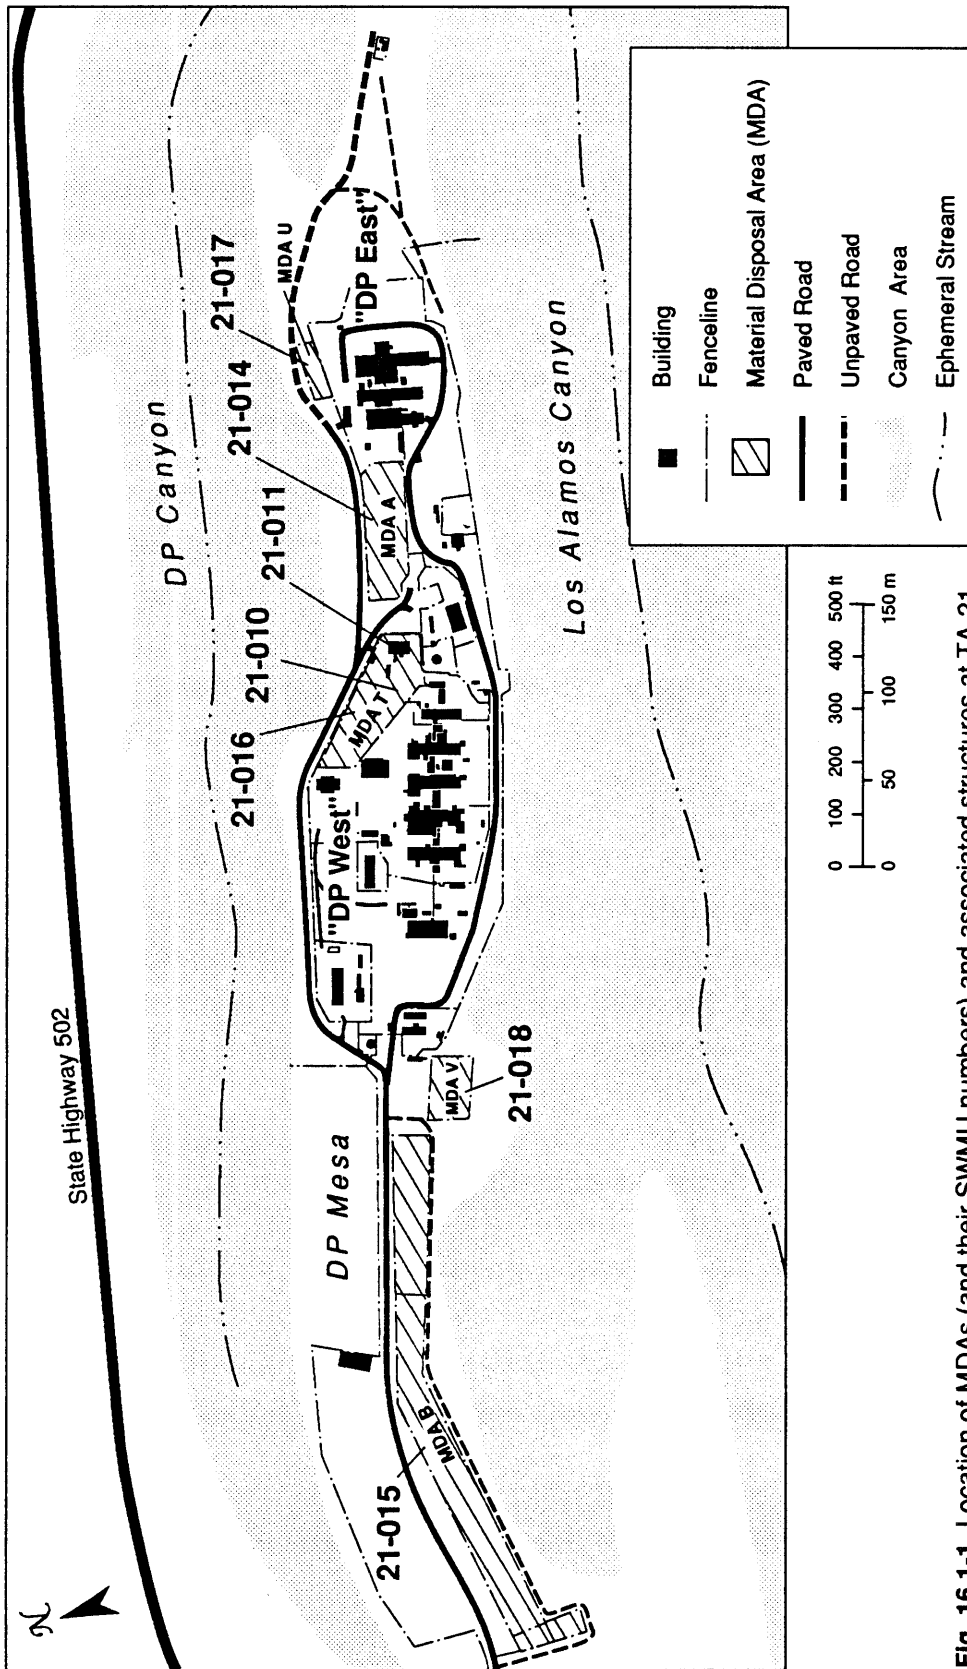 N
State Highway 502
DP Canyon
21-017
MDA U
21-014
21-011
21-010
21-016
"DP East"
MDA A
MDA T
"DP West"
DP Mesa
MDA V
21-018
MDA B
21-015
Los Alamos Canyon
Building
Fenceline
Material Disposal Area (MDA)
Paved Road
Unpaved Road
Canyon Area
Ephemeral Stream
0 100 200 300 400 500 ft
0 50 100 150 m
Fig. 16.1-1. Location of MDAs (and their SWMU numbers) and associated structures at TA-21